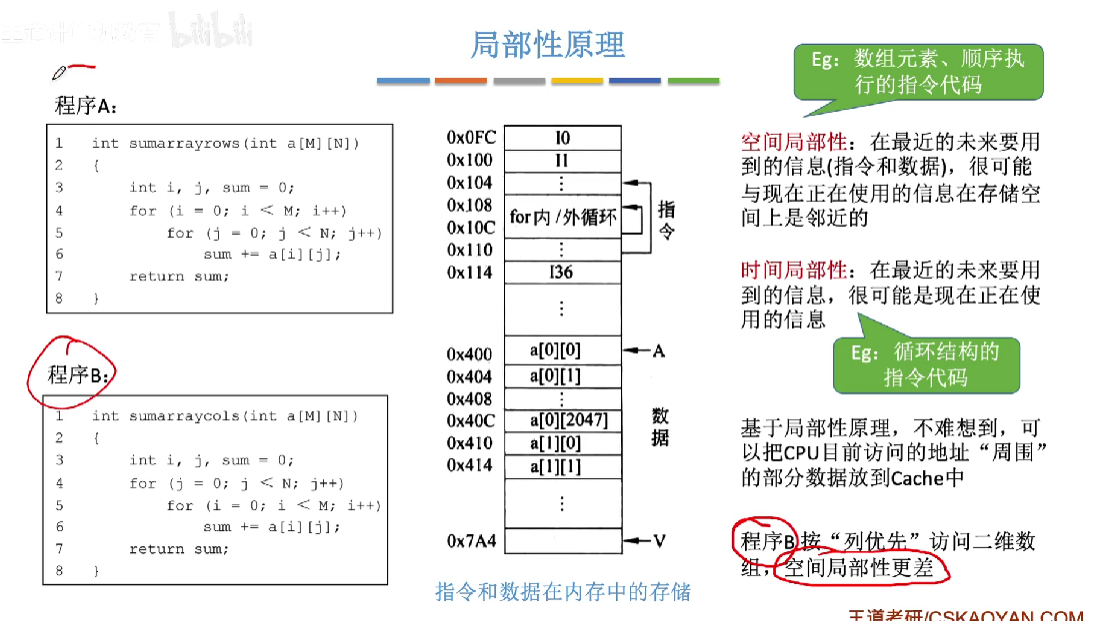 bilibili
局部性原理
程序A：
1 int sumarrayrows(int a[M][N])
2 {
3 int i, j, sum = 0;
4 for (i = 0; i < M; i++)
5 for (j = 0; j < N; j++)
6 sum += a[i][j];
7 return sum;
8 }
程序B：
1 int sumarraycols(int a[M][N])
2 {
3 int i, j, sum = 0;
4 for (j = 0; j < N; j++)
5 for (i = 0; i < M; i++)
6 sum += a[i][j];
7 return sum;
8 }
0x0FC I0
0x100 I1
0x104 ⋮
0x108
for内/外循环
0x10C
0x110 ⋮
0x114 I36
⋮
指令
0x400 a[0][0] A
0x404 a[0][1]
0x408 ⋮
0x40C a[0][2047]
0x410 a[1][0]
0x414 a[1][1]
⋮
数据
0x7A4 V
指令和数据在内存中的存储
Eg：数组元素、顺序执
行的指令代码
空间局部性：在最近的未来要用
到的信息(指令和数据)，很可能
与现在正在使用的信息在存储空
间上是邻近的
时间局部性：在最近的未来要用
到的信息，很可能是现在正在使
用的信息
Eg：循环结构的
指令代码
基于局部性原理，不难想到，可
以把CPU目前访问的地址“周围”
的部分数据放到Cache中
程序B按“列优先”访问二维数
组，空间局部性更差
王道考研/CSKAOYAN.COM